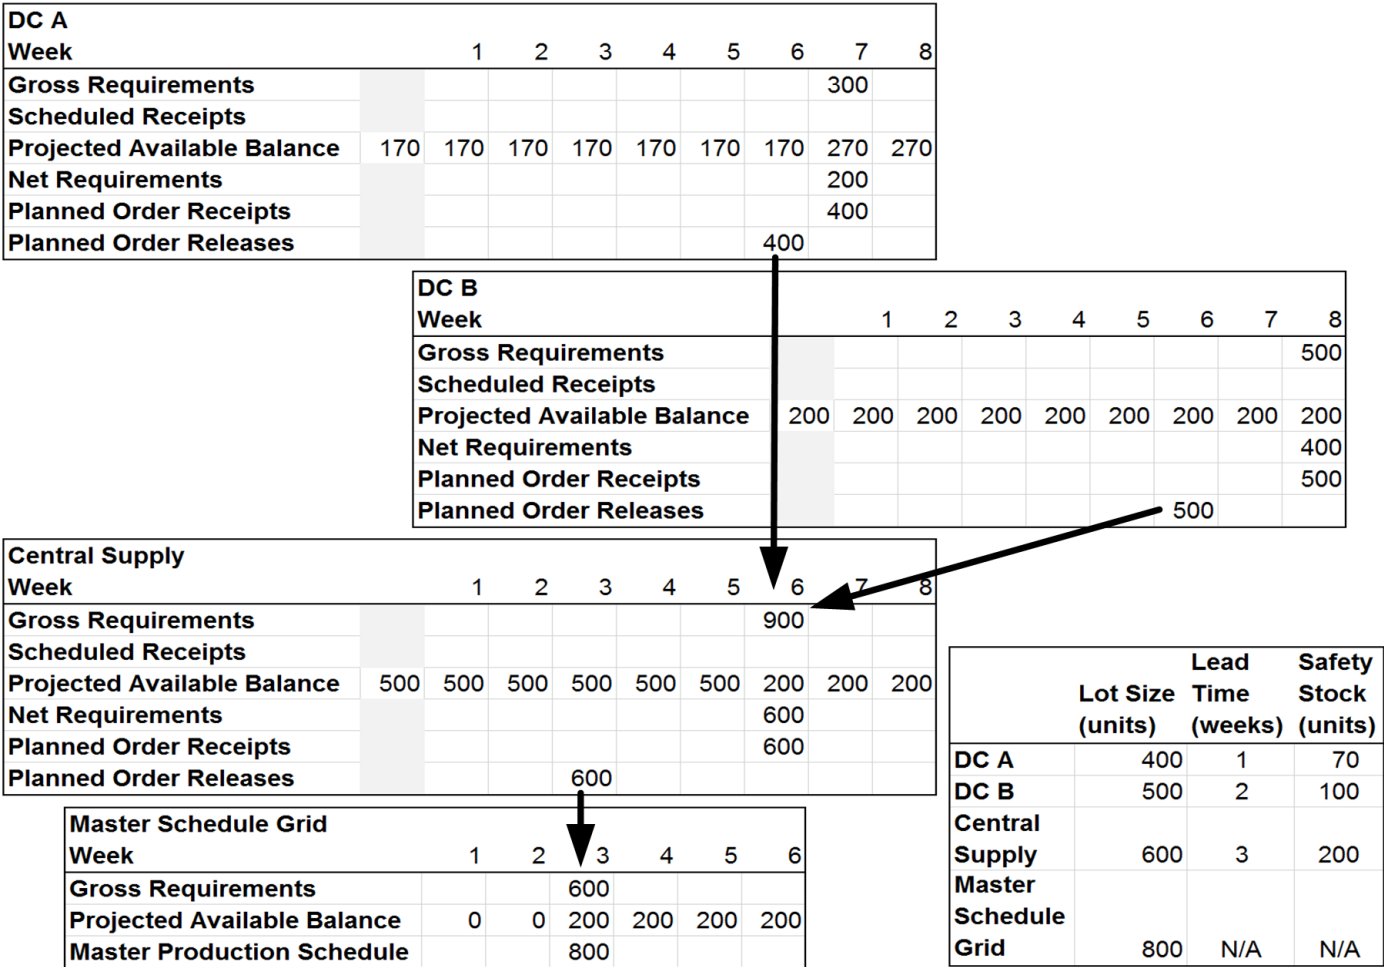 DC A
Week 1 2 3 4 5 6 7 8
Gross Requirements 300
Scheduled Receipts
Projected Available Balance 170 170 170 170 170 170 170 270 270
Net Requirements 200
Planned Order Receipts 400
Planned Order Releases 400
DC B
Week 1 2 3 4 5 6 7 8
Gross Requirements 500
Scheduled Receipts
Projected Available Balance 200 200 200 200 200 200 200 200 200
Net Requirements 400
Planned Order Receipts 500
Planned Order Releases 500
Central Supply
Week 1 2 3 4 5 6 7 8
Gross Requirements 900
Scheduled Receipts
Projected Available Balance 500 500 500 500 500 500 200 200 200
Net Requirements 600
Planned Order Receipts 600
Planned Order Releases 600
Master Schedule Grid
Week 1 2 3 4 5 6
Gross Requirements 600
Projected Available Balance 0 0 200 200 200 200
Master Production Schedule 800
Lead Safety
Lot Size Time Stock
(units) (weeks) (units)
DC A 400 1 70
DC B 500 2 100
Central
Supply 600 3 200
Master
Schedule
Grid 800 N/A N/A